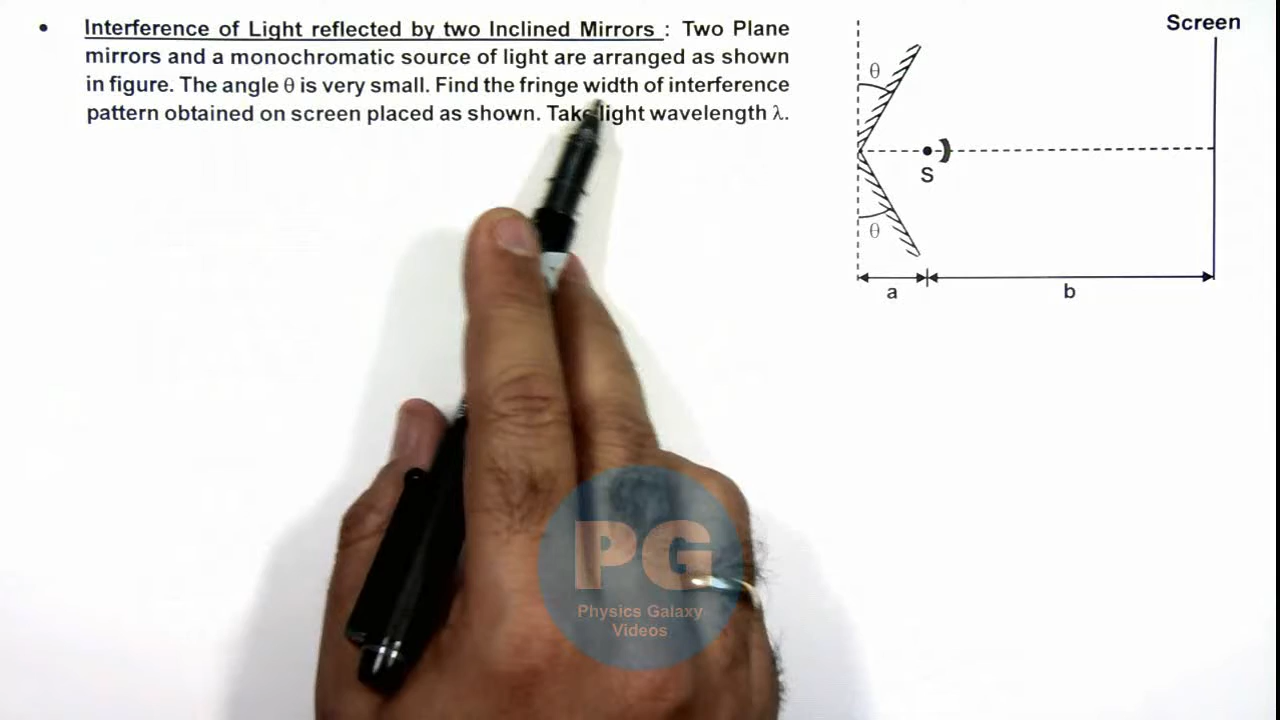 • Interference of Light reflected by two Inclined Mirrors : Two Plane
mirrors and a monochromatic source of light are arranged as shown
in figure. The angle θ is very small. Find the fringe width of interference
pattern obtained on screen placed as shown. Take light wavelength λ.
Screen
θ
S
θ
a
b
PG
Physics Galaxy
Videos